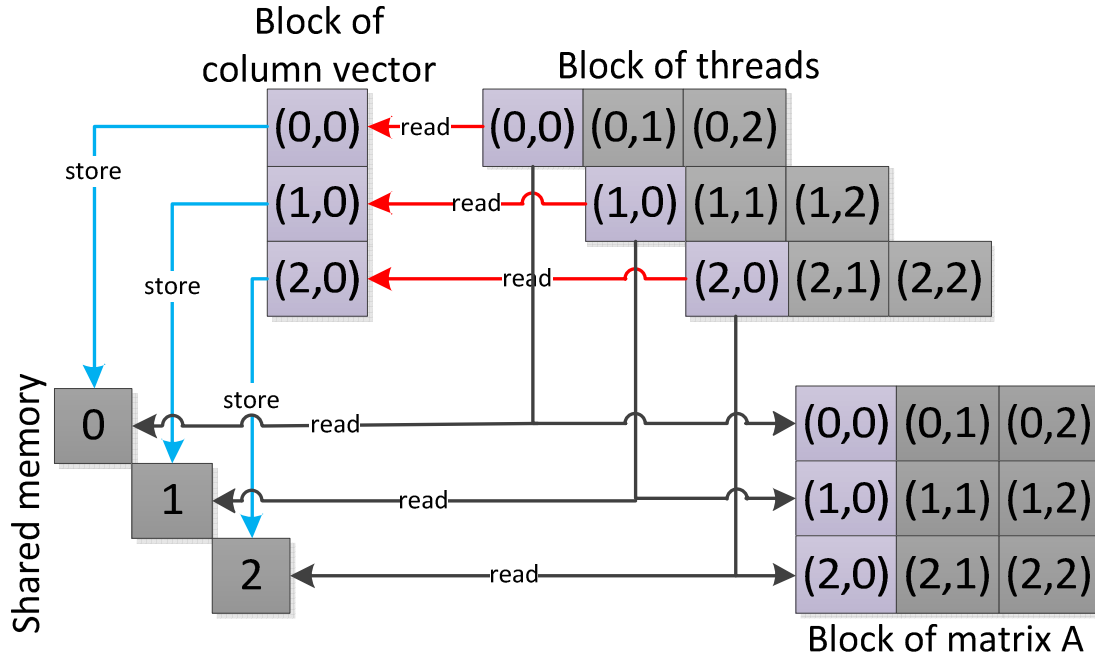 Block of
column vector
Block of threads
(0,0) read (0,0) (0,1) (0,2)
store
(1,0) read (1,0) (1,1) (1,2)
(2,0) read (2,0) (2,1) (2,2)
store
store
Shared memory
0 read (0,0) (0,1) (0,2)
1 read (1,0) (1,1) (1,2)
2 read (2,0) (2,1) (2,2)
Block of matrix A